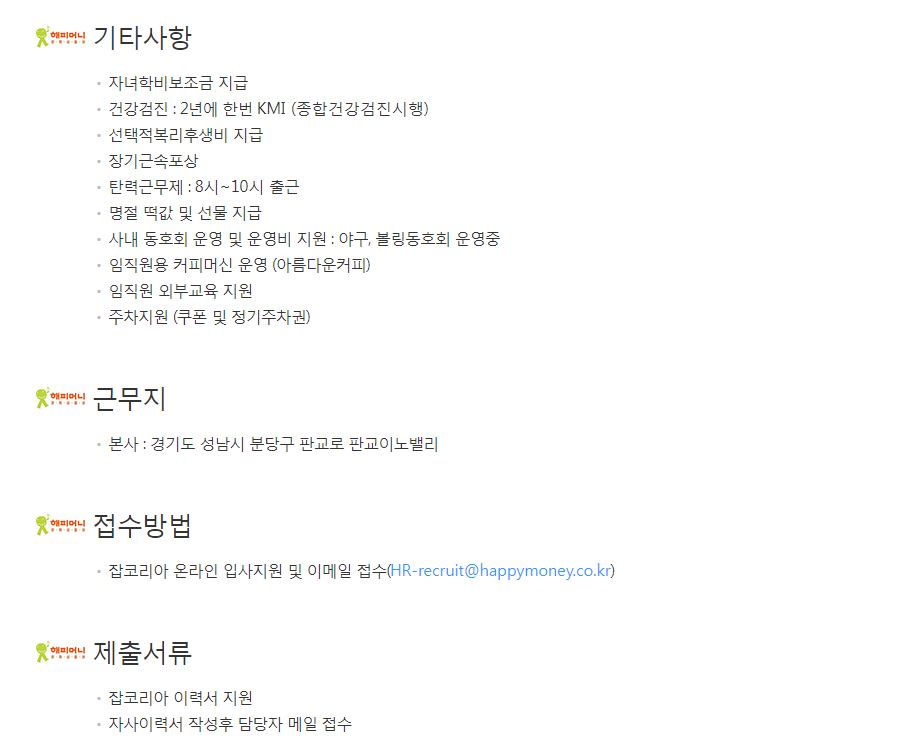 해피머니 기타사항
자녀학비보조금 지급
건강검진 : 2년에 한번 KMI (종합건강검진시행)
선택적복리후생비 지급
장기근속포상
탄력근무제 : 8시~10시 출근
명절 떡값 및 선물 지급
사내 동호회 운영 및 운영비 지원 : 야구, 볼링동호회 운영중
임직원용 커피머신 운영 (아름다운커피)
임직원 외부교육 지원
주차지원 (쿠폰 및 정기주차권)
해피머니 근무지
본사 : 경기도 성남시 분당구 판교로 판교이노밸리
해피머니 접수방법
잡코리아 온라인 입사지원 및 이메일 접수(HR-recruit@happymoney.co.kr)
해피머니 제출서류
잡코리아 이력서 지원
자사이력서 작성후 담당자 메일 접수